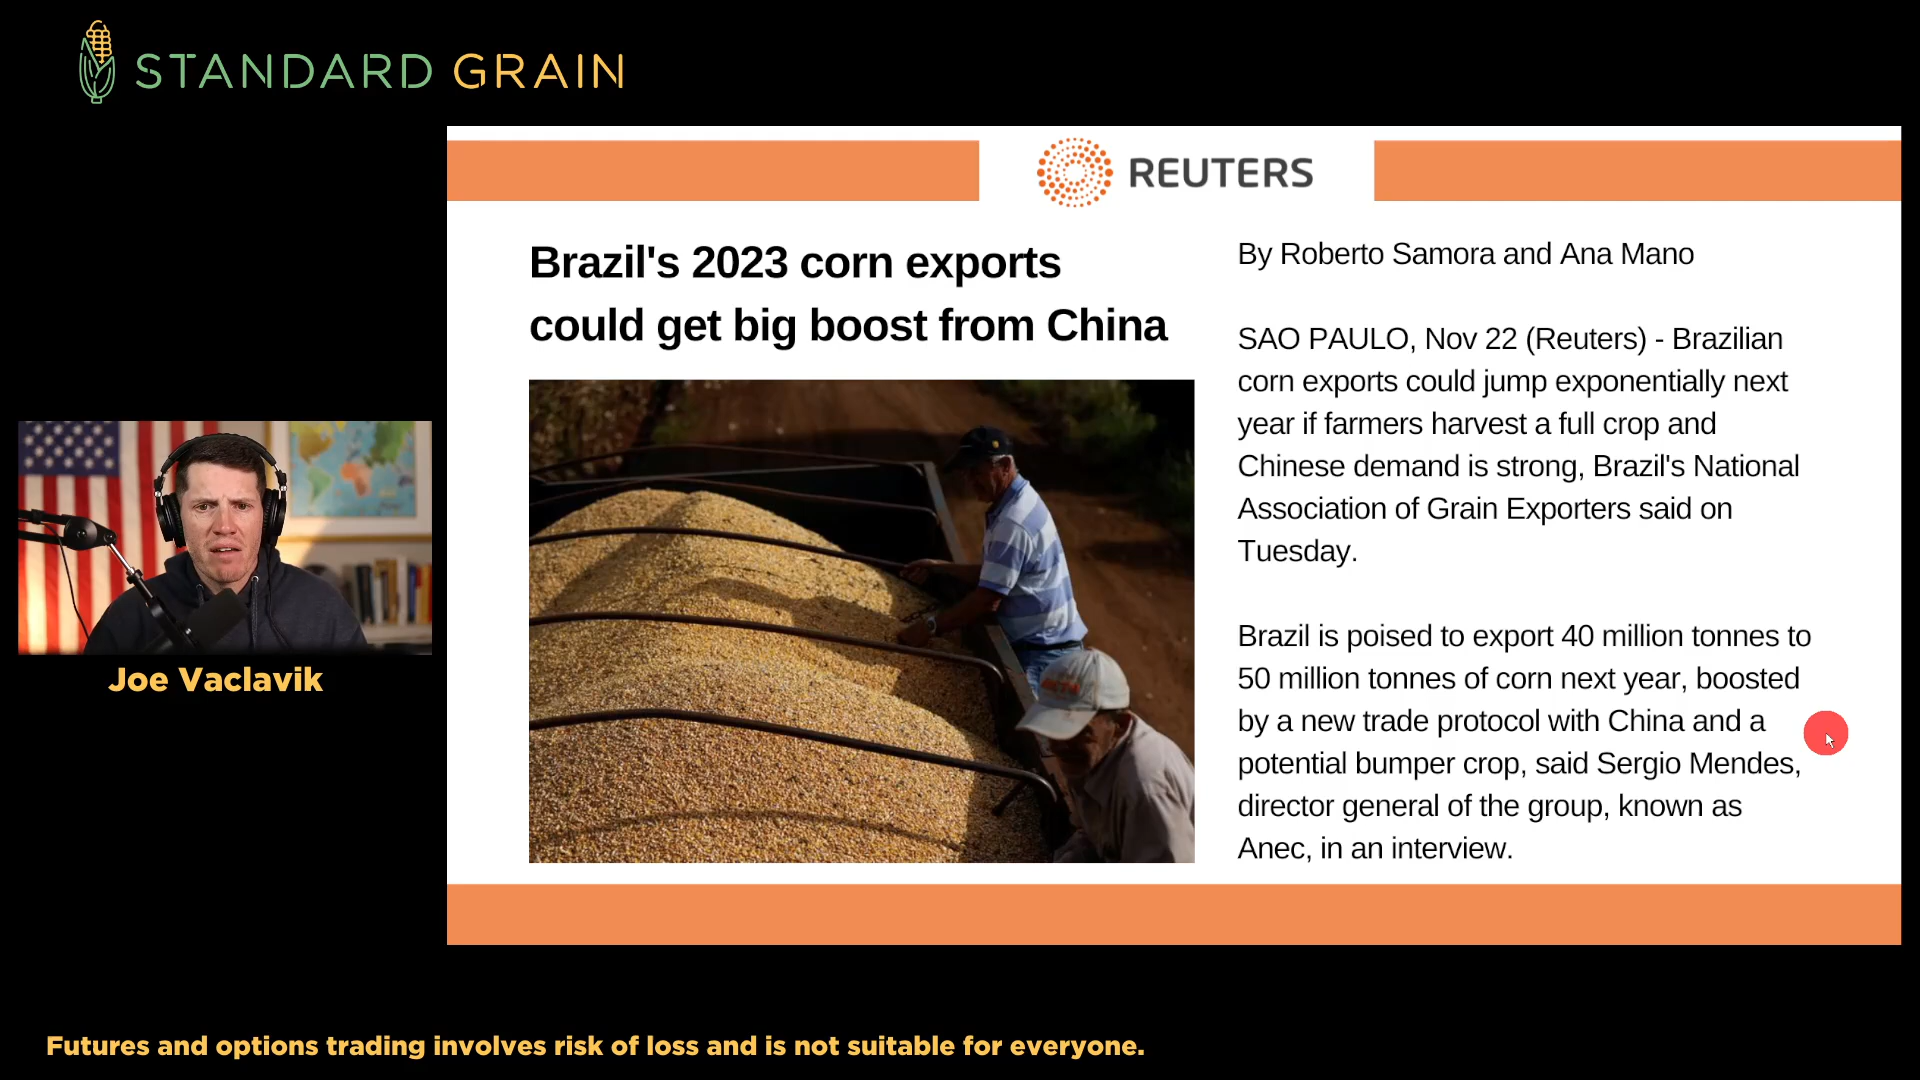 STANDARD GRAIN
REUTERS
Brazil's 2023 corn exports
could get big boost from China
By Roberto Samora and Ana Mano
SAO PAULO, Nov 22 (Reuters) - Brazilian
corn exports could jump exponentially next
year if farmers harvest a full crop and
Chinese demand is strong, Brazil's National
Association of Grain Exporters said on
Tuesday.
Brazil is poised to export 40 million tonnes to
50 million tonnes of corn next year, boosted
by a new trade protocol with China and a
potential bumper crop, said Sergio Mendes,
director general of the group, known as
Anec, in an interview.
Joe Vaclavik
Futures and options trading involves risk of loss and is not suitable for everyone.